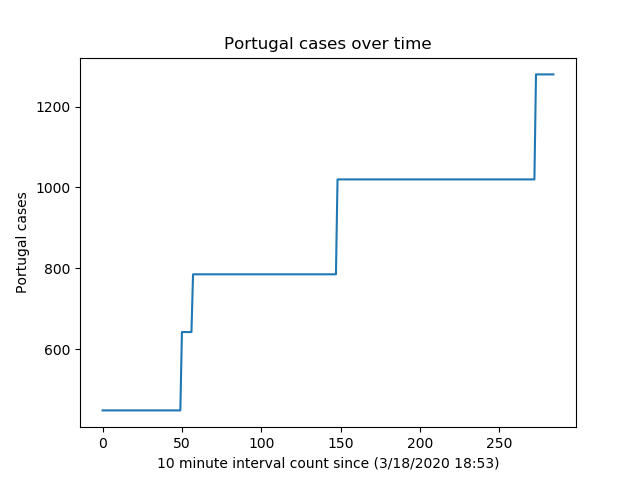 Portugal cases over time
1200
1000
800
600
Portugal cases
0 50 100 150 200 250
10 minute interval count since (3/18/2020 18:53)